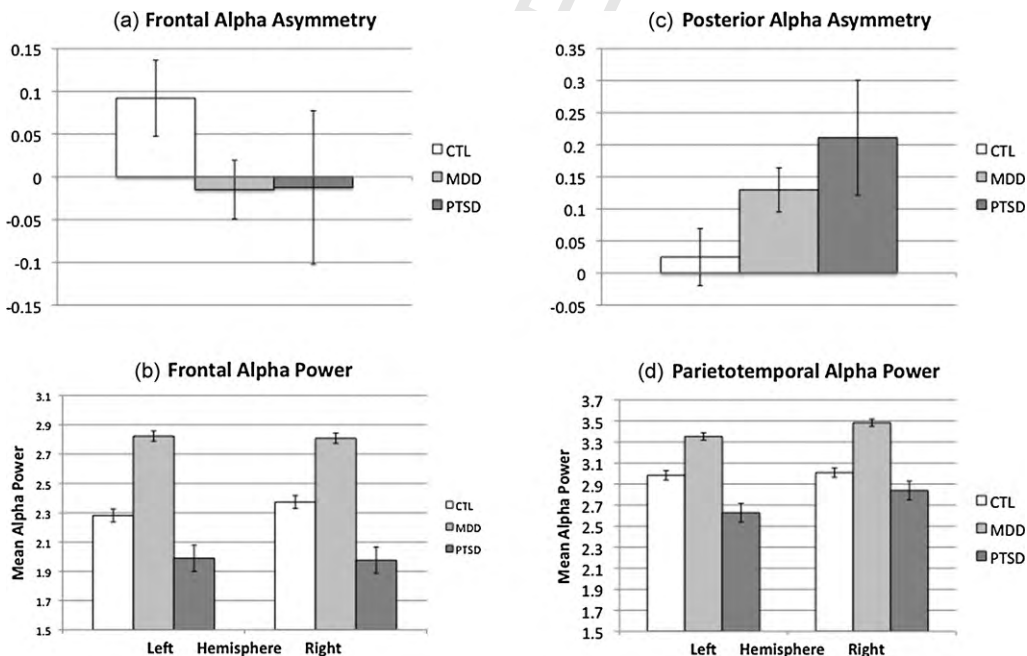 (a) Frontal Alpha Asymmetry
0.15
0.1
0.05
0
-0.05
-0.1
-0.15
CTL
MDD
PTSD
(c) Posterior Alpha Asymmetry
0.35
0.3
0.25
0.2
0.15
0.1
0.05
0
-0.05
CTL
MDD
PTSD
(b) Frontal Alpha Power
Mean Alpha Power
3.1
2.9
2.7
2.5
2.3
2.1
1.9
1.7
1.5
Left Hemisphere Right
CTL
MDD
PTSD
(d) Parietotemporal Alpha Power
Mean Alpha Power
3.7
3.5
3.3
3.1
2.9
2.7
2.5
2.3
2.1
1.9
1.7
1.5
Left Hemisphere Right
CTL
MDD
PTSD